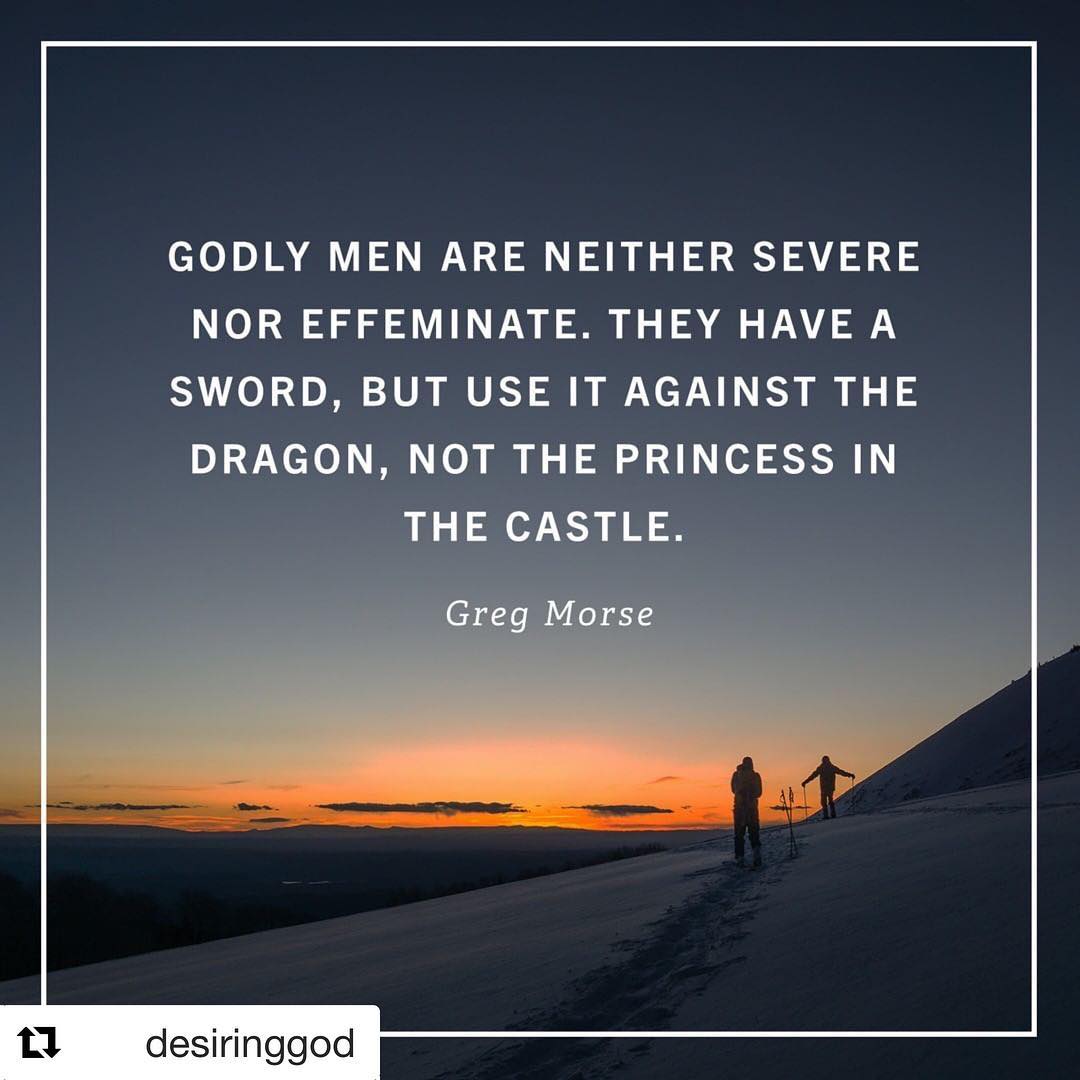 GODLY MEN ARE NEITHER SEVERE
NOR EFFEMINATE. THEY HAVE A
SWORD, BUT USE IT AGAINST THE
DRAGON, NOT THE PRINCESS IN
THE CASTLE.
Greg Morse
desiringgod